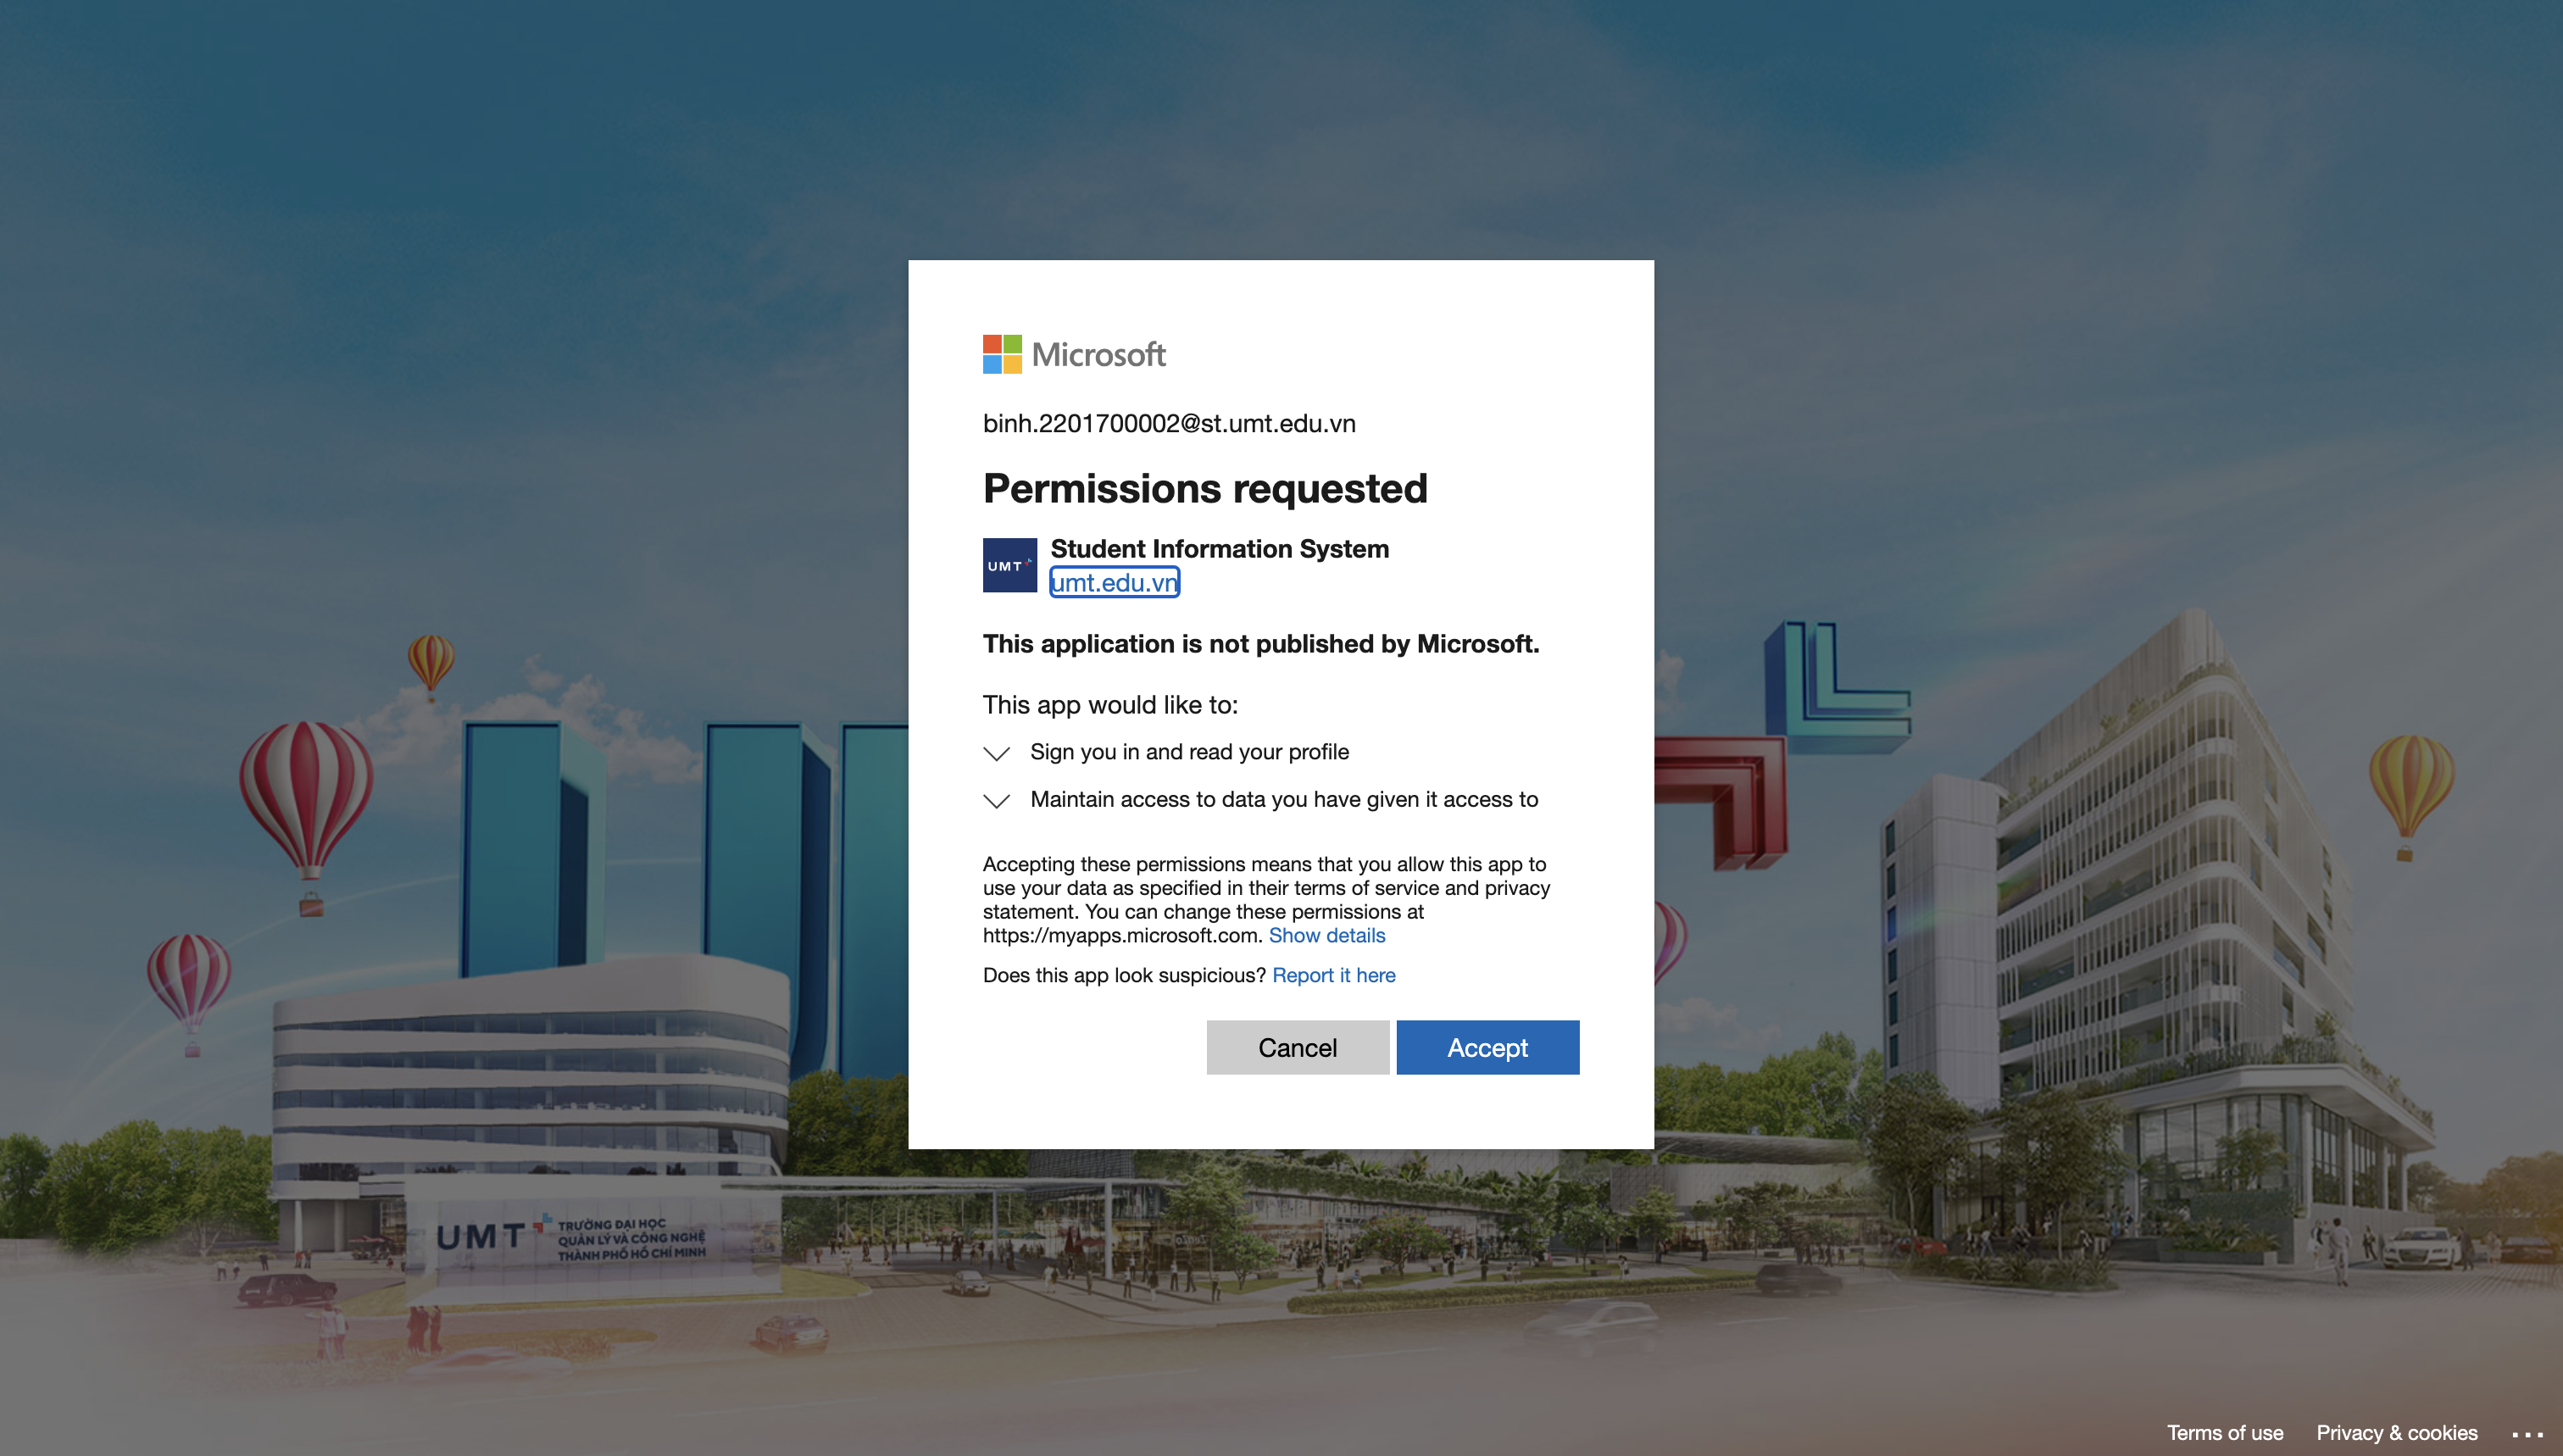 Microsoft
binh.2201700002@st.umt.edu.vn
Permissions requested
UMT
Student Information System
umt.edu.vn
This application is not published by Microsoft.
This app would like to:
Sign you in and read your profile
Maintain access to data you have given it access to
Accepting these permissions means that you allow this app to
use your data as specified in their terms of service and privacy
statement. You can change these permissions at
https://myapps.microsoft.com. Show details
Does this app look suspicious? Report it here
Cancel
Accept
UMT
TRƯỜNG ĐẠI HỌC
QUẢN LÝ VÀ CÔNG NGHỆ
THÀNH PHỐ HỒ CHÍ MINH
Terms of use
Privacy & cookies